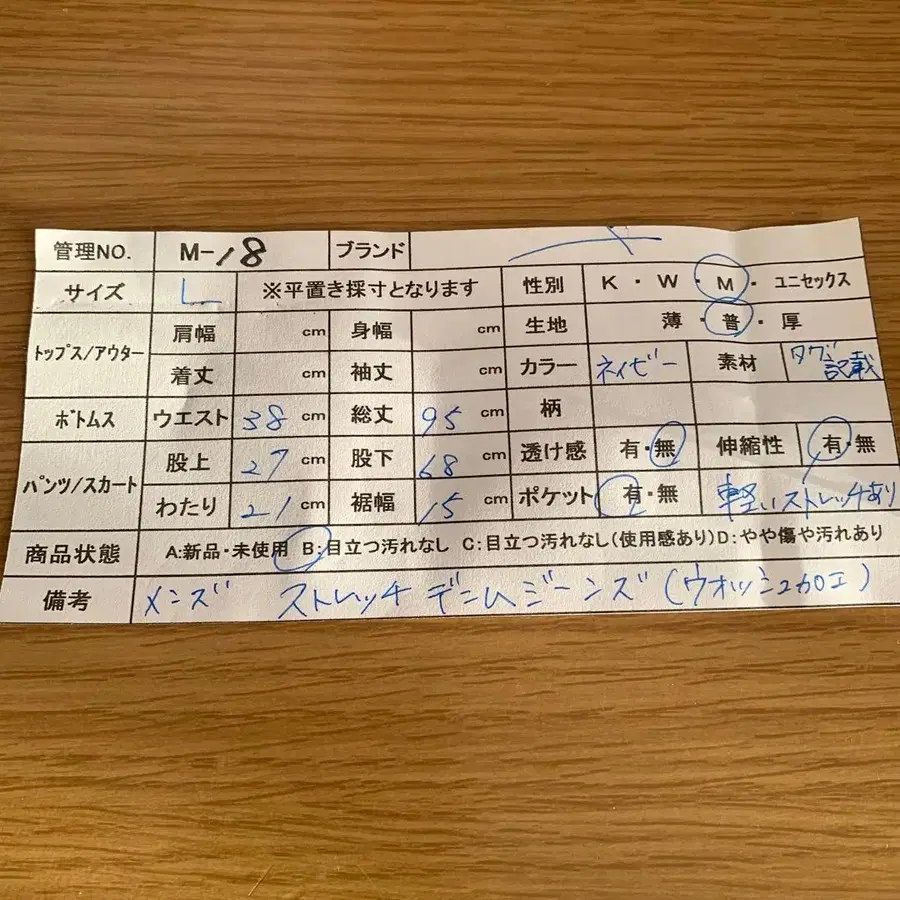 管理NO. M-18 ブランド
サイズ L ※平置き採寸となります 性別 K・W・M・ユニセックス
トップス/アウター 肩幅 cm 身幅 cm 生地 薄・普・厚
着丈 cm 袖丈 cm カラー ネイビー 素材 タグ記載
ボトムス ウエスト 38 cm 総丈 95 cm 柄
パンツ/スカート 股上 27 cm 股下 68 cm 透け感 有・無 伸縮性 有・無
わたり 21 cm 裾幅 15 cm ポケット 有・無 軽いストレッチあり
商品状態 A:新品・未使用 B:目立つ汚れなし C:目立つ汚れなし(使用感あり) D:やや傷や汚れあり
備考 メンズ ストレッチデニムジーンズ(ウォッシュ加工)